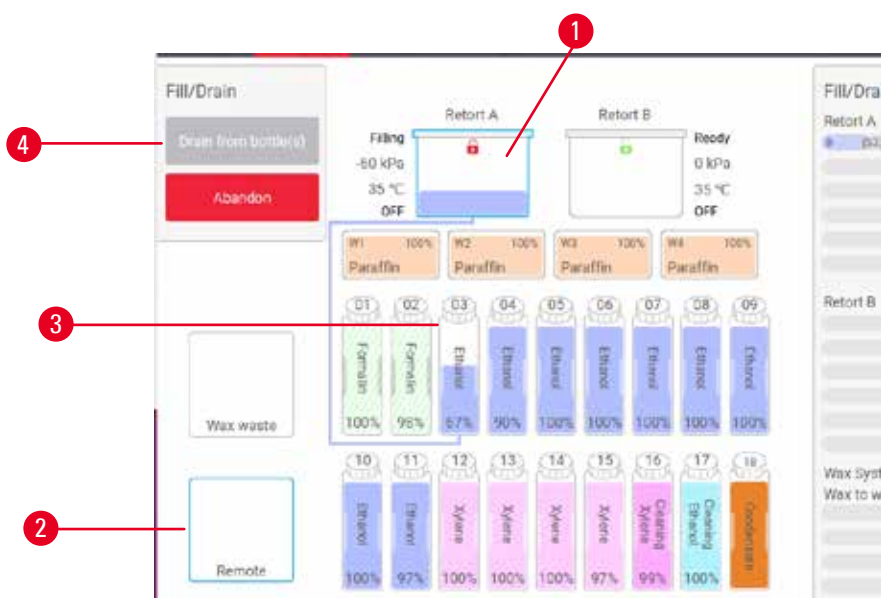 1
Fill/Drain
Fill/Dra
Retort A
Retort B
Retort A
4
Drain from bottle(s)
Filling
Ready
-60 kPa
0 kPa
Abandon
35 °C
35 °C
OFF
OFF
W1 100%
W2 100%
W3 100%
W4 100%
Paraffin
Paraffin
Paraffin
Paraffin
3
01 02 03 04 05 06 07 08 09
Retort B
Formalin
Formalin
Ethanol
Ethanol
Ethanol
Ethanol
Ethanol
Ethanol
Ethanol
100% 98% 67% 90% 100% 100% 100% 100% 100%
Wax waste
10 11 12 13 14 15 16 17 18
Wax Syst
Wax to w
2
Ethanol
Ethanol
Xylene
Xylene
Xylene
Xylene
Cleaning
Xylene
Cleaning
Ethanol
Condensate
Remote
100% 97% 100% 100% 100% 97% 99% 100%